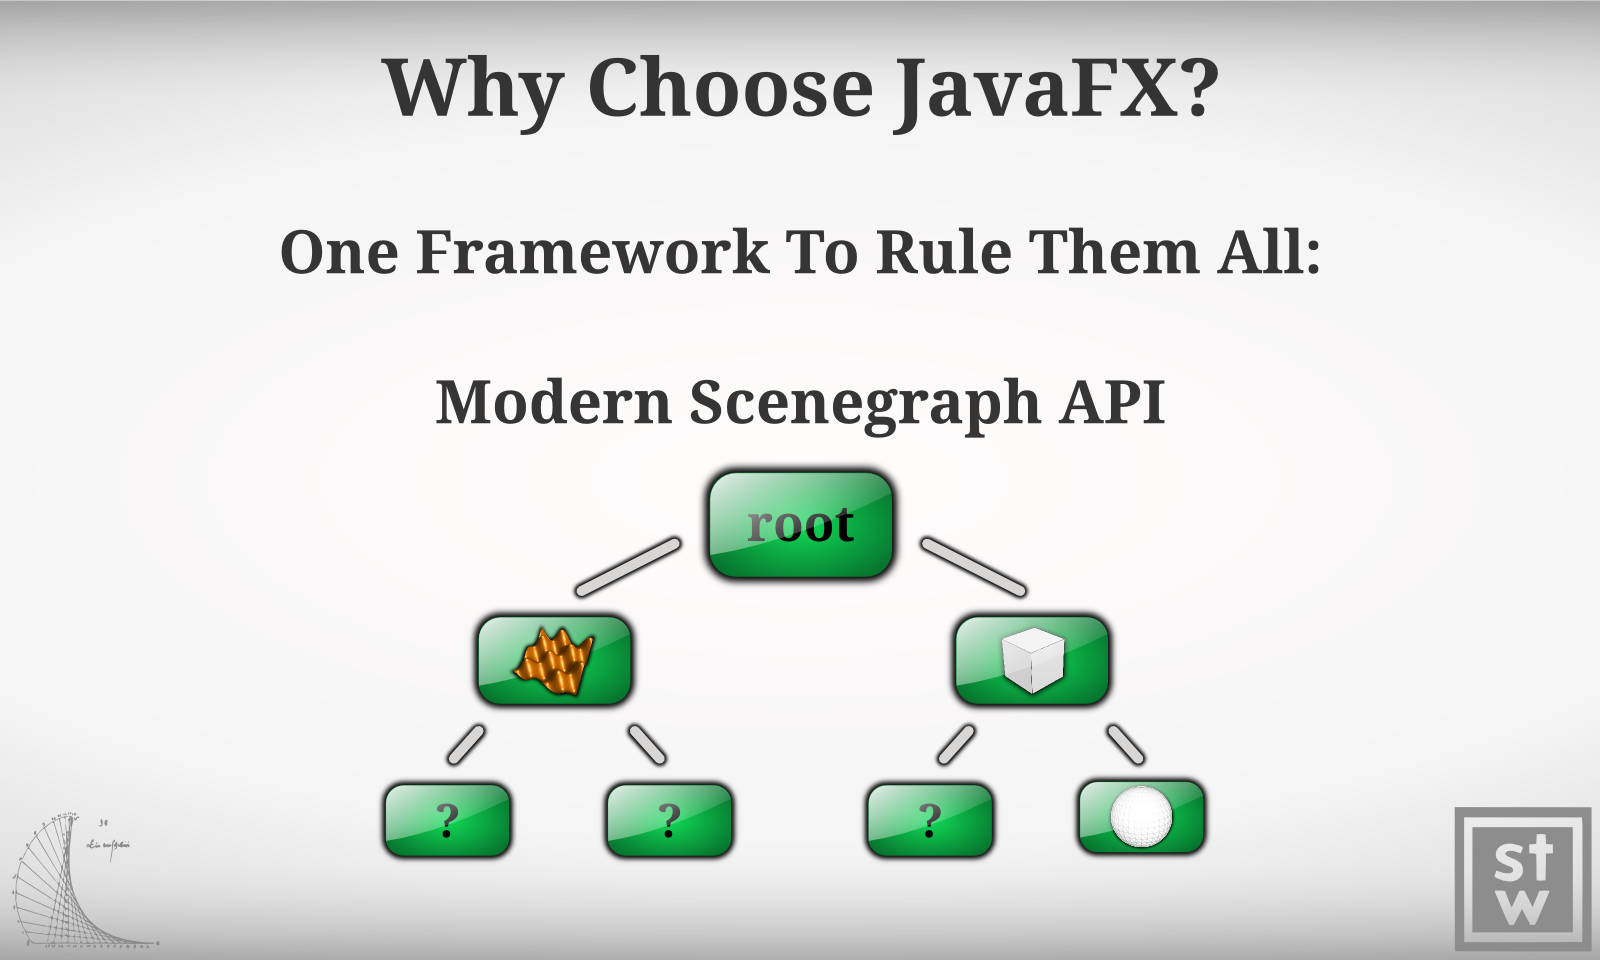 Why Choose JavaFX?
One Framework To Rule Them All:
Modern Scenegraph API
root
? ? ?
st
w